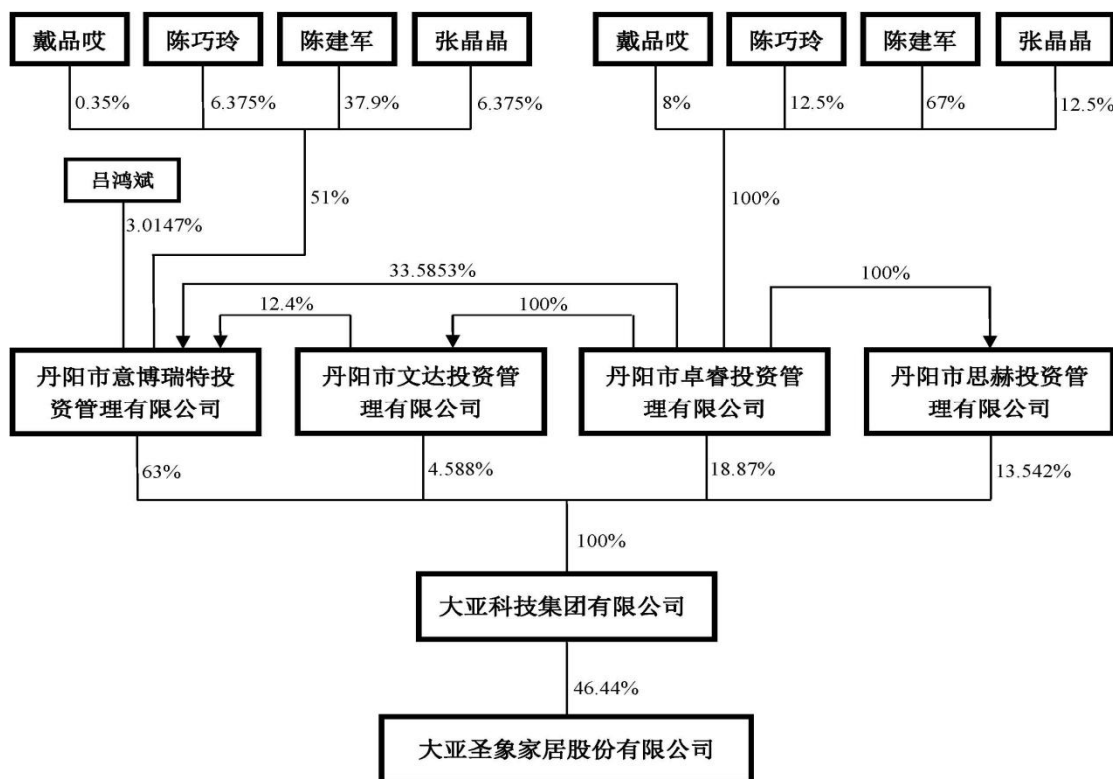 戴品哎 陈巧玲 陈建军 张晶晶 戴品哎 陈巧玲 陈建军 张晶晶
0.35% 6.375% 37.9% 6.375% 8% 12.5% 67% 12.5%
吕鸿斌
51%
100%
3.0147%
33.5853%
100%
12.4%
100%
丹阳市意博瑞特投
资管理有限公司
丹阳市文达投资管
理有限公司
丹阳市卓睿投资管
理有限公司
丹阳市思赫投资管
理有限公司
63% 4.588% 18.87% 13.542%
100%
大亚科技集团有限公司
46.44%
大亚圣象家居股份有限公司